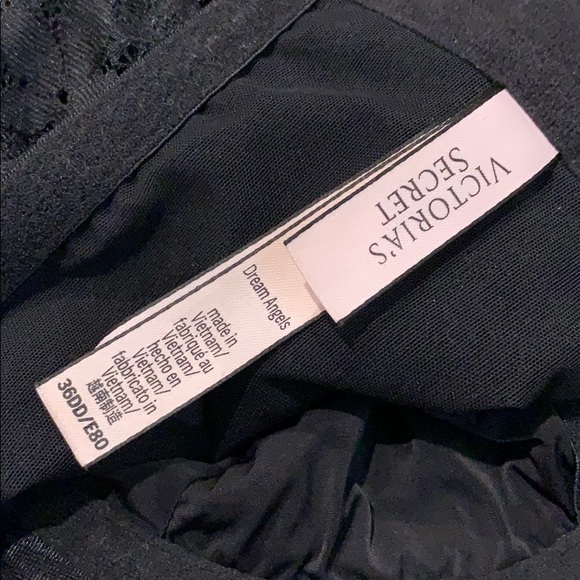 VICTORIA'S
SECRET
Dream Angels
made in
Vietnam/
fabriqué au
Vietnam/
hecho en
Vietnam/
fabbricato in
Vietnam/
越南制造
36DD/E80